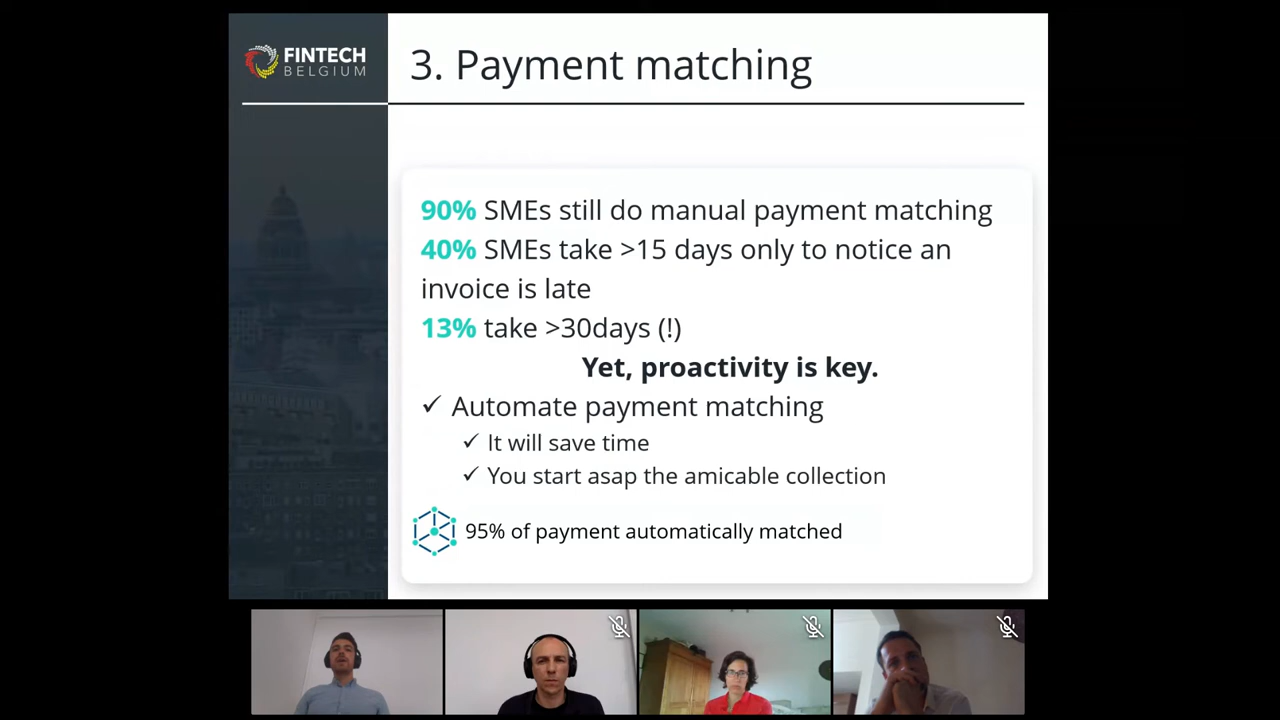 FINTECH
BELGIUM
3. Payment matching
90% SMEs still do manual payment matching
40% SMEs take >15 days only to notice an
invoice is late
13% take >30days (!)
Yet, proactivity is key.
✓ Automate payment matching
✓ It will save time
✓ You start asap the amicable collection
95% of payment automatically matched